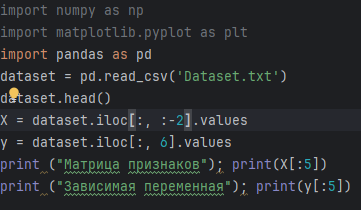 import numpy as np
import matplotlib.pyplot as plt
import pandas as pd
dataset = pd.read_csv('Dataset.txt')
dataset.head()
X = dataset.iloc[:, :-2].values
y = dataset.iloc[:, 6].values
print ("Матрица признаков"); print(X[:5])
print ("Зависимая переменная"); print(y[:5])